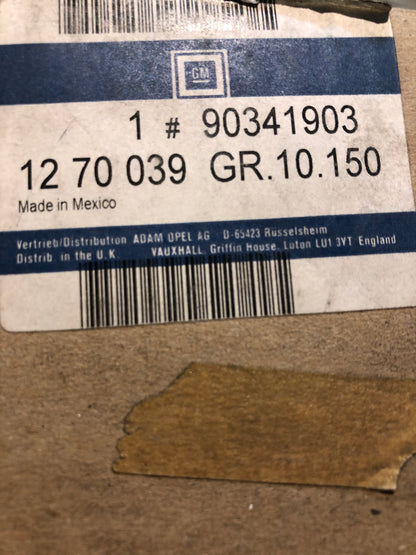 GM
1 # 90341903
12 70 039 GR.10.150
Made in Mexico
Vertrieb/Distribution ADAM OPEL AG D-65423 Rüsselsheim
Distrib in the U.K VAUXHALL, Griffin House, Luton LU1 3YT England